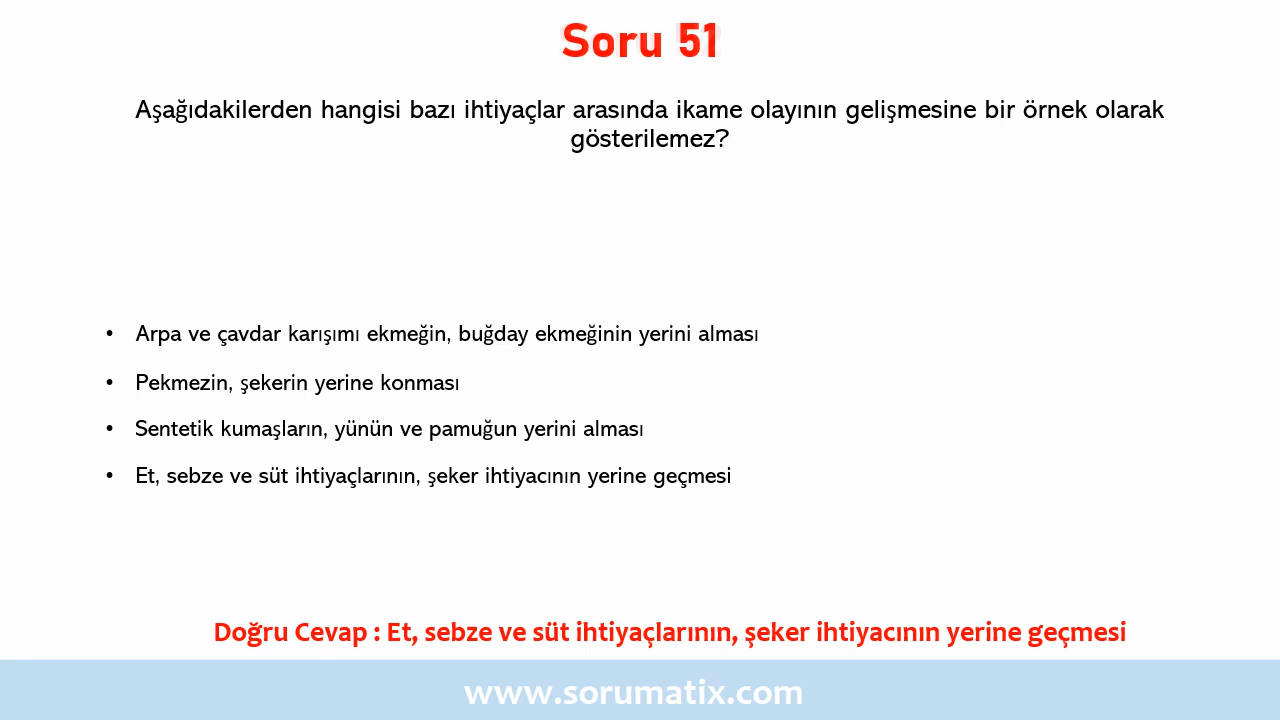 Soru 51
Aşağıdakilerden hangisi bazı ihtiyaçlar arasında ikame olayının gelişmesine bir örnek olarak
gösterilemez?
• Arpa ve çavdar karışımı ekmeğin, buğday ekmeğinin yerini alması
• Pekmezin, şekerin yerine konması
• Sentetik kumaşların, yünün ve pamuğun yerini alması
• Et, sebze ve süt ihtiyaçlarının, şeker ihtiyacının yerine geçmesi
Doğru Cevap : Et, sebze ve süt ihtiyaçlarının, şeker ihtiyacının yerine geçmesi
www.sorumatix.com